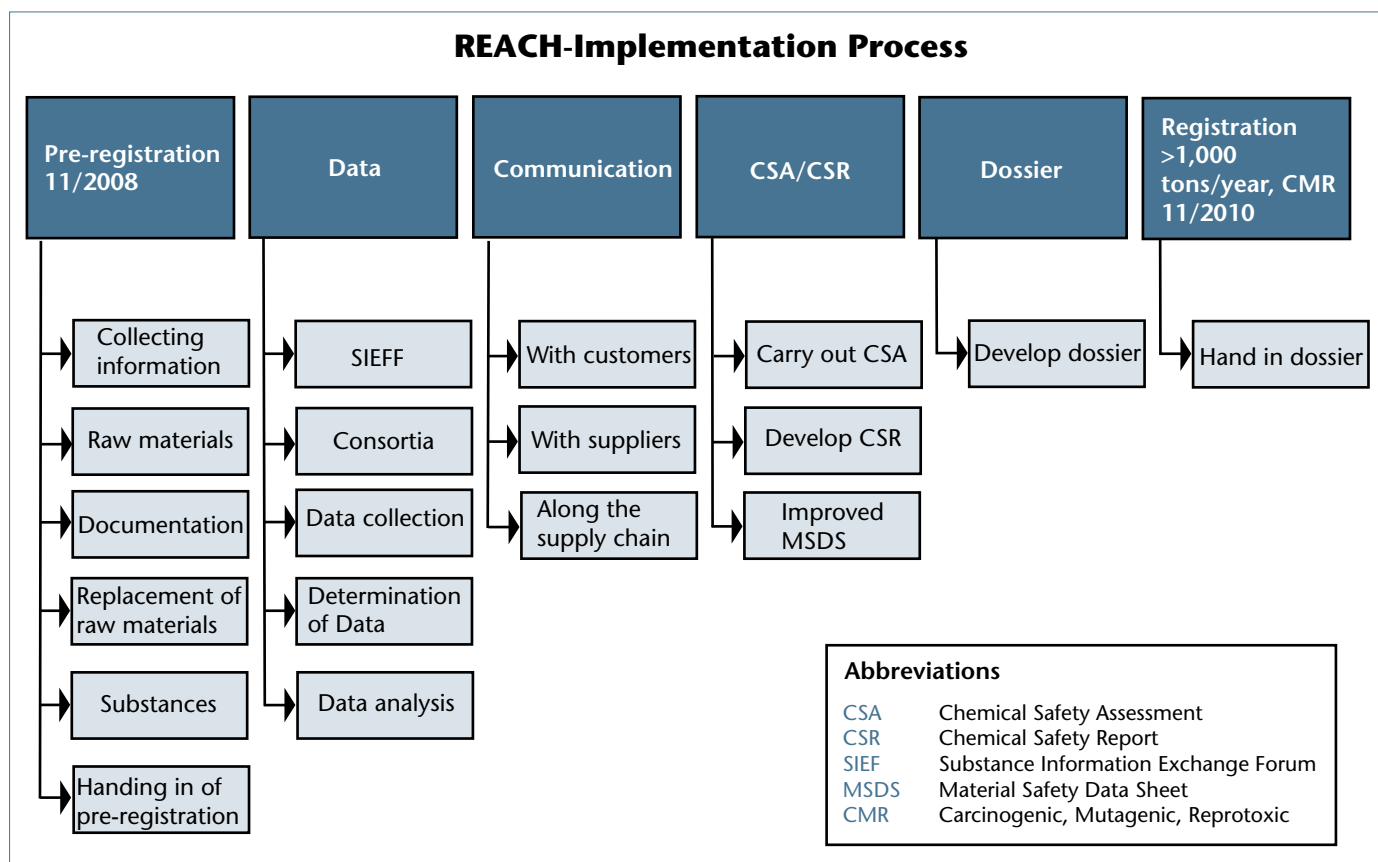 REACH-Implementation Process
Pre-registration
11/2008
Collecting
information
Raw materials
Documentation
Replacement of
raw materials
Substances
Handing in of
pre-registration
Data
SIEFF
Consortia
Data collection
Determination
of Data
Data analysis
Communication
With customers
With suppliers
Along the
supply chain
CSA/CSR
Carry out CSA
Develop CSR
Improved
MSDS
Dossier
Develop dossier
Registration
>1,000
tons/year, CMR
11/2010
Hand in dossier
Abbreviations
CSA Chemical Safety Assessment
CSR Chemical Safety Report
SIEF Substance Information Exchange Forum
MSDS Material Safety Data Sheet
CMR Carcinogenic, Mutagenic, Reprotoxic